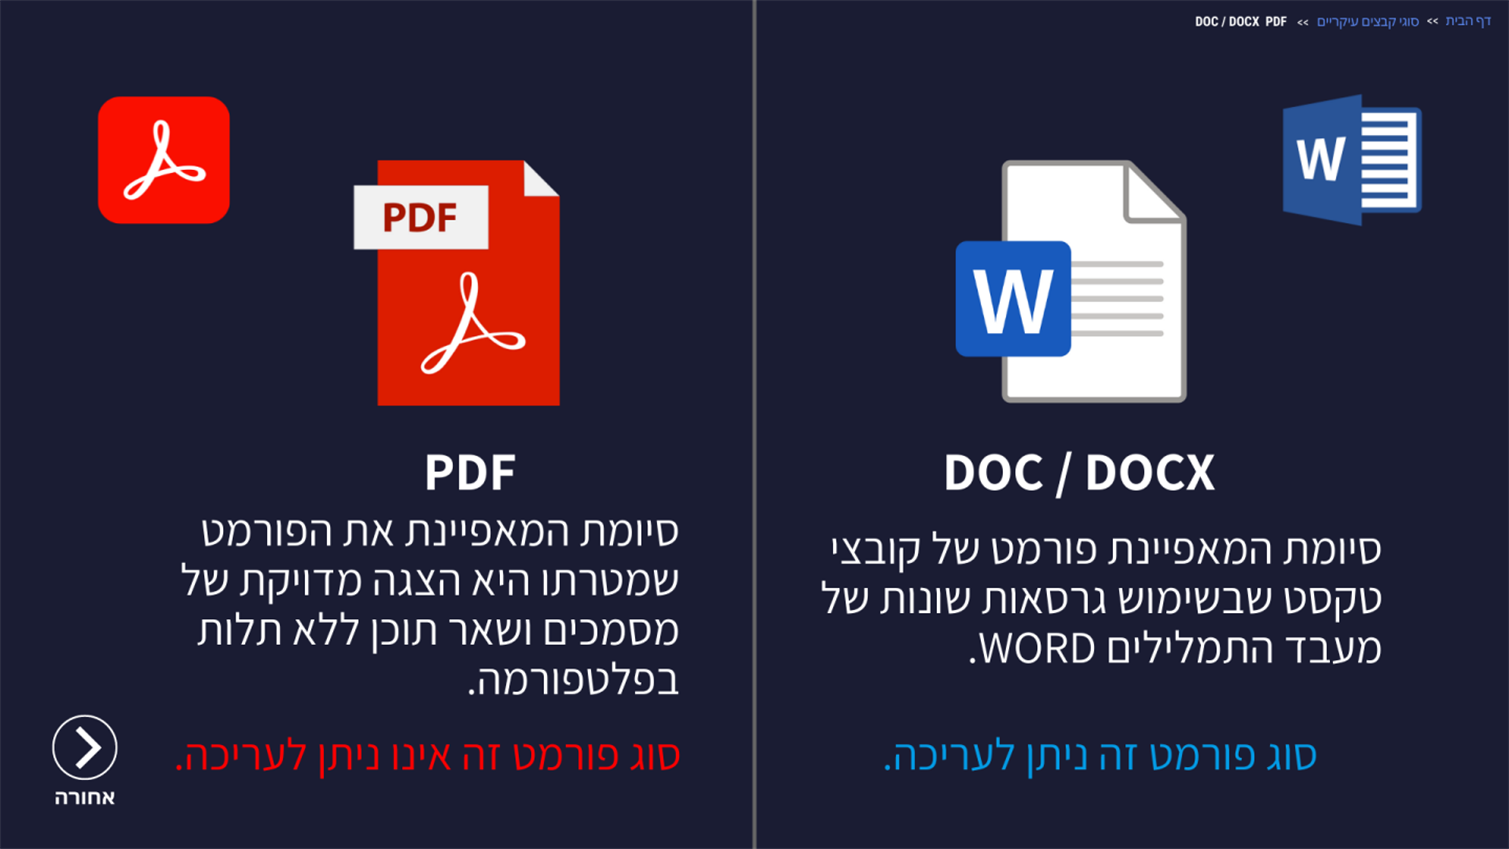 דף הבית >> סוגי קבצים עיקריים >> DOC / DOCX PDF
W
W
DOC / DOCX
סיומת המאפיינת פורמט של קובצי
טקסט שבשימוש גרסאות שונות של
מעבד התמלילים WORD.
סוג פורמט זה ניתן לעריכה.
PDF
PDF
סיומת המאפיינת את הפורמט
שמטרתו היא הצגה מדויקת של
מסמכים ושאר תוכן ללא תלות
בפלטפורמה.
סוג פורמט זה אינו ניתן לעריכה.
אחורה